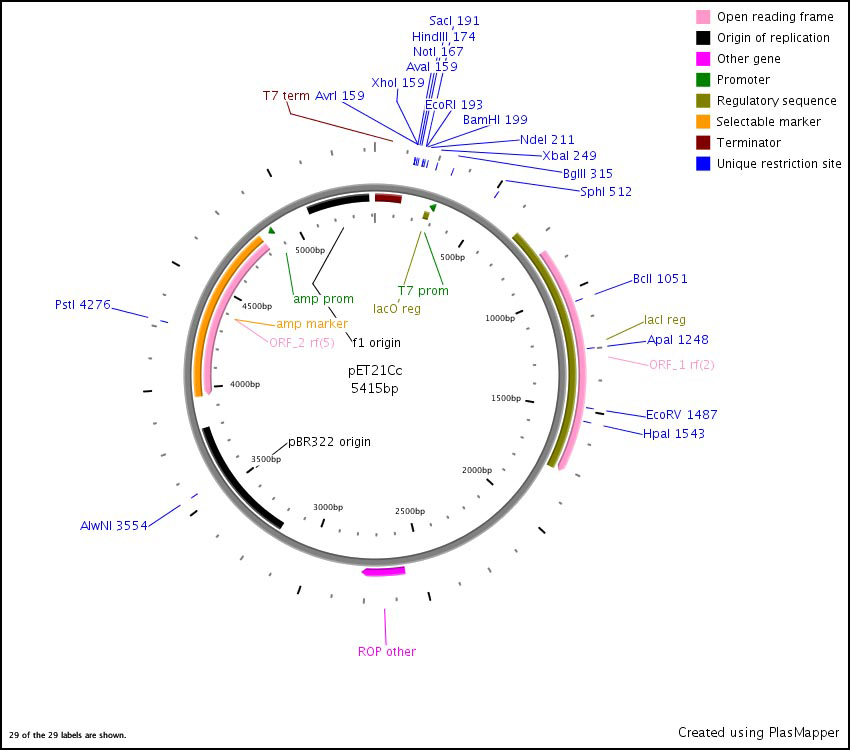 SacI 191
HindIII 174
NotI 167
AvaI 159
XhoI 159
T7 term
AvrI 159
EcoRI 193
BamHI 199
NdeI 211
XbaI 249
BglII 315
SphI 512
Open reading frame
Origin of replication
Other gene
Promoter
Regulatory sequence
Selectable marker
Terminator
Unique restriction site
5000bp
500bp
BclI 1051
T7 prom
amp prom
PstI 4276
4500bp
lacO reg
1000bp
lacI reg
amp marker
ApaI 1248
ORF_2 rf(5)
f1 origin
ORF_1 rf(2)
pET21Cc
5415bp
4000bp
1500bp
EcoRV 1487
HpaI 1543
pBR322 origin
3500bp
2000bp
3000bp
2500bp
AlwNI 3554
ROP other
29 of the 29 labels are shown.
Created using PlasMapper